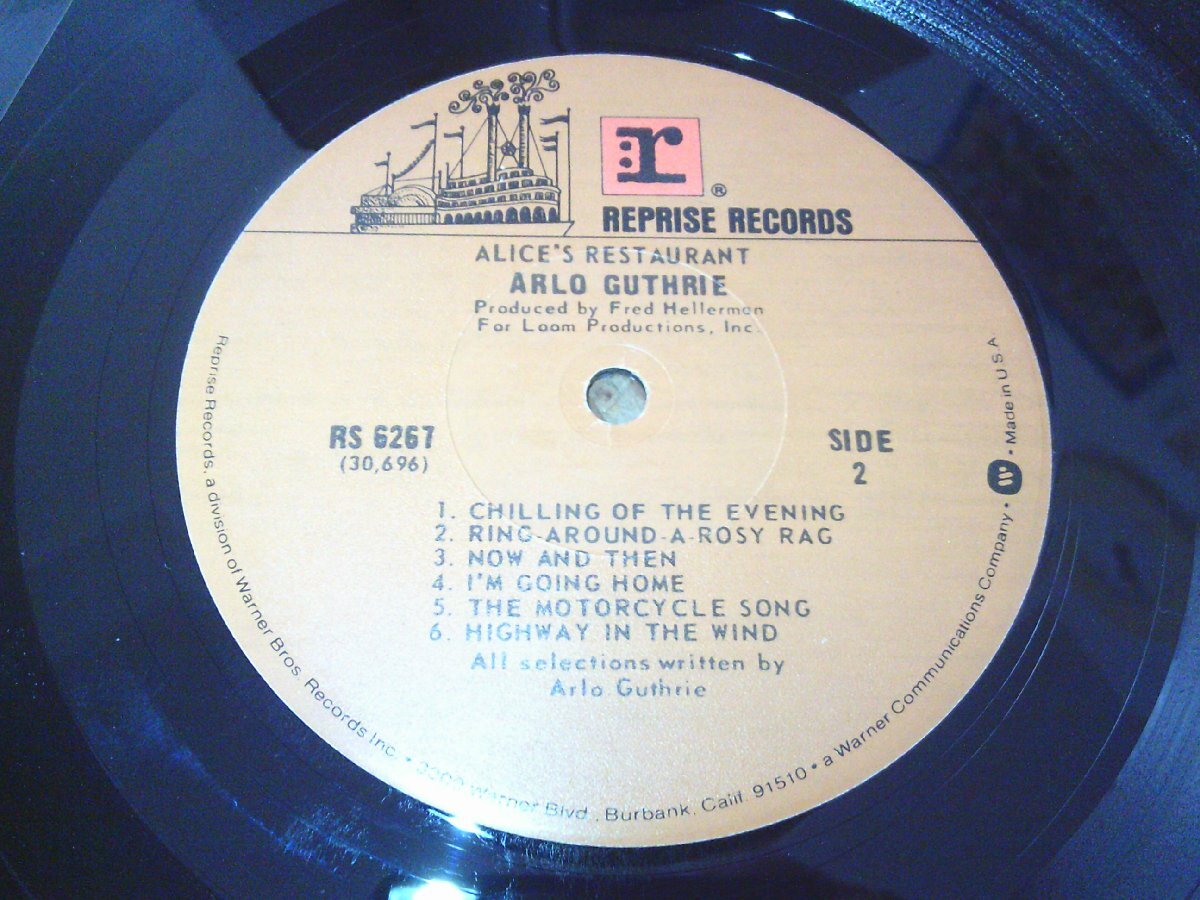 r
®
REPRISE RECORDS
ALICE'S RESTAURANT
ARLO GUTHRIE
Produced by Fred Hellerman
For Loom Productions, Inc.
RS 6267
(30,696)
SIDE
2
1. CHILLING OF THE EVENING
2. RING-AROUND-A-ROSY RAG
3. NOW AND THEN
4. I'M GOING HOME
5. THE MOTORCYCLE SONG
6. HIGHWAY IN THE WIND
All selections written by
Arlo Guthrie
Reprise Records, a division of Warner Bros. Records Inc. • Warner Blvd., Burbank, Calif. 91510 • a Warner Communications Company • W • Made in U.S.A.